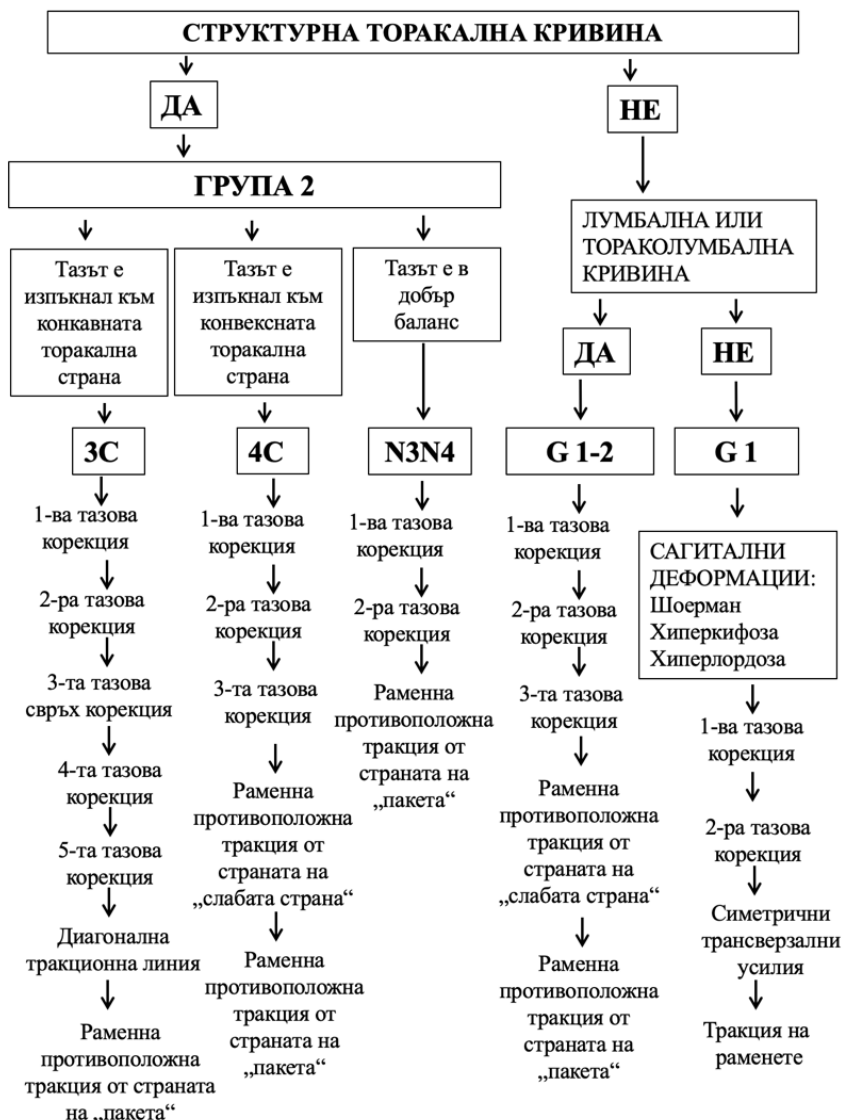 СТРУКТУРНА ТОРАКАЛНА КРИВИНА
ДА
НЕ
ГРУПА 2
ЛУМБАЛНА ИЛИ
ТОРАКОЛУМБАЛНА
КРИВИНА
Тазът е
изпъкнал към
конкавната
торакална
страна
Тазът е
изпъкнал към
конвексната
торакална
страна
Тазът е в
добър
баланс
ДА
НЕ
3C
4C
N3N4
G 1-2
G 1
1-ва тазова
корекция
2-ра тазова
корекция
3-та тазова
свръх корекция
4-та тазова
корекция
5-та тазова
корекция
Диагонална
тракционна линия
Раменна
противоположна
тракция от страната
на „пакета“
1-ва тазова
корекция
2-ра тазова
корекция
3-та тазова
корекция
Раменна
противоположна
тракция от
страната на
„слабата страна“
Раменна
противоположна
тракция от
страната на
„пакета“
1-ва тазова
корекция
2-ра тазова
корекция
Раменна
противоположна
тракция от
страната на
„пакета“
1-ва тазова
корекция
2-ра тазова
корекция
3-та тазова
корекция
Раменна
противоположна
тракция от
страната на
„слабата страна“
Раменна
противоположна
тракция от
страната на
„пакета“
САГИТАЛНИ
ДЕФОРМАЦИИ:
Шоерман
Хиперкифоза
Хиперлордоза
1-ва тазова
корекция
2-ра тазова
корекция
Симетрични
трансверзални
усилия
Тракция на
раменете